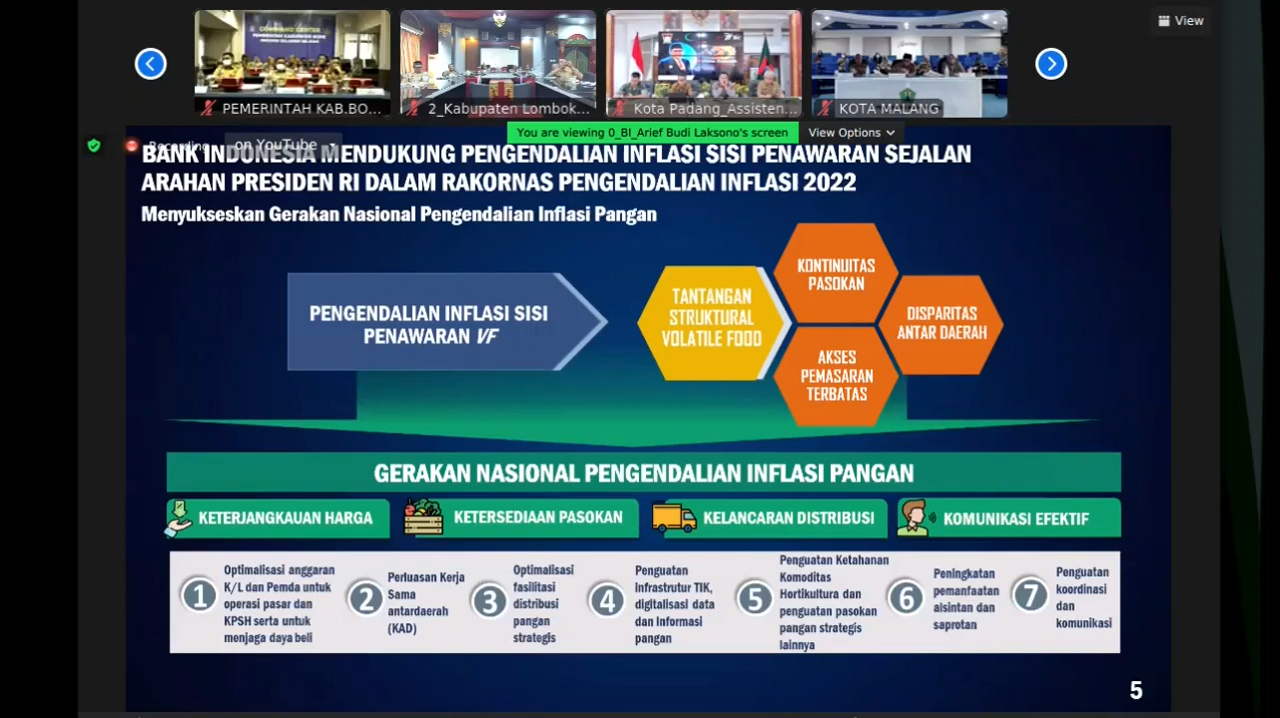 View
PEMERINTAH KAB.BO...
2_Kabupaten Lombok...
Kota Padang_Assisten...
KOTA MALANG
You are viewing 0_BI_Arief Budi Laksono's screen
View Options
Recording
on YouTube
BANK INDONESIA MENDUKUNG PENGENDALIAN INFLASI SISI PENAWARAN SEJALAN
ARAHAN PRESIDEN RI DALAM RAKORNAS PENGENDALIAN INFLASI 2022
Menyukseskan Gerakan Nasional Pengendalian Inflasi Pangan
PENGENDALIAN INFLASI SISI
PENAWARAN VF
TANTANGAN
STRUKTURAL
VOLATILE FOOD
KONTINUITAS
PASOKAN
DISPARITAS
ANTAR DAERAH
AKSES
PEMASARAN
TERBATAS
GERAKAN NASIONAL PENGENDALIAN INFLASI PANGAN
KETERJANGKAUAN HARGA
KETERSEDIAAN PASOKAN
KELANCARAN DISTRIBUSI
KOMUNIKASI EFEKTIF
1
Optimalisasi anggaran
K/L dan Pemda untuk
operasi pasar dan
KPSH serta untuk
menjaga daya beli
2
Perluasan Kerja
Sama
antardaerah
(KAD)
3
Optimalisasi
fasilitasi
distribusi
pangan
strategis
4
Penguatan
Infrastrutur TIK,
digitalisasi data
dan Informasi
pangan
5
Penguatan Ketahanan
Komoditas
Hortikultura dan
penguatan pasokan
pangan strategis
lainnya
6
Peningkatan
pemanfaatan
alsintan dan
saprotan
7
Penguatan
koordinasi
dan
komunikasi
5